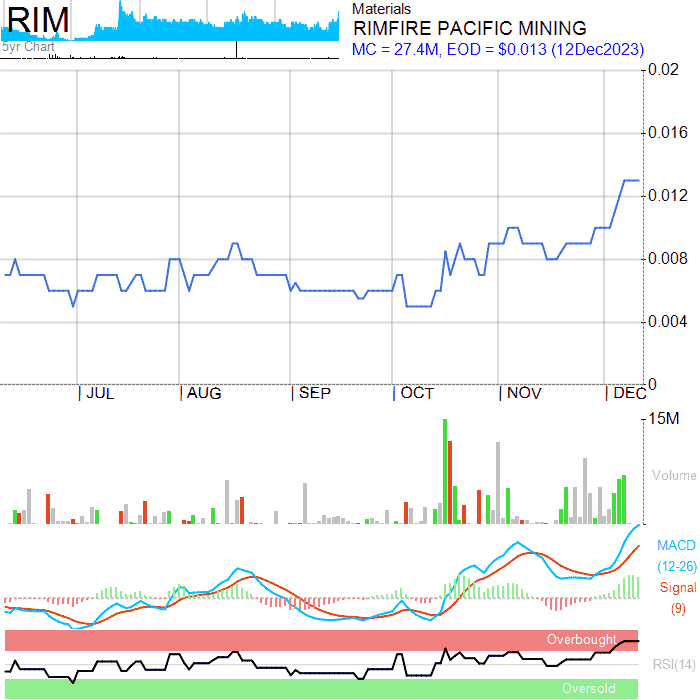 RIM
5yr Chart
Materials
RIMFIRE PACIFIC MINING
MC = 27.4M, EOD = $0.013 (12Dec2023)
0.02
0.016
0.012
0.008
0.004
0
| JUL | AUG | SEP | OCT | NOV | DEC
15M
Volume
MACD
(12-26)
Signal
(9)
Overbought
RSI(14)
Oversold